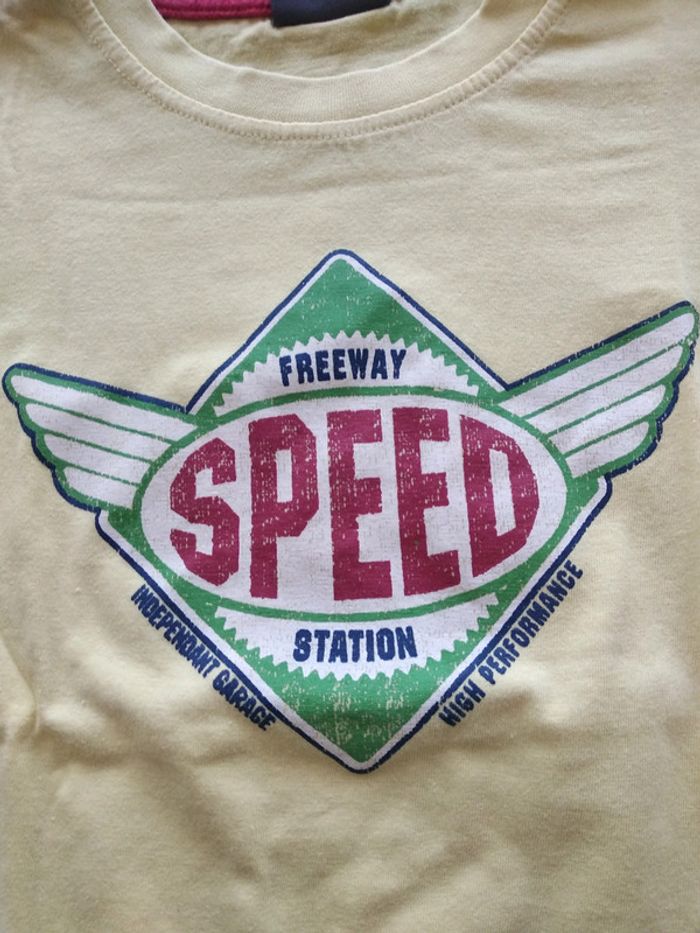 FREEWAY
SPEED
STATION
INDEPENDANT GARAGE
HIGH PERFORMANCE